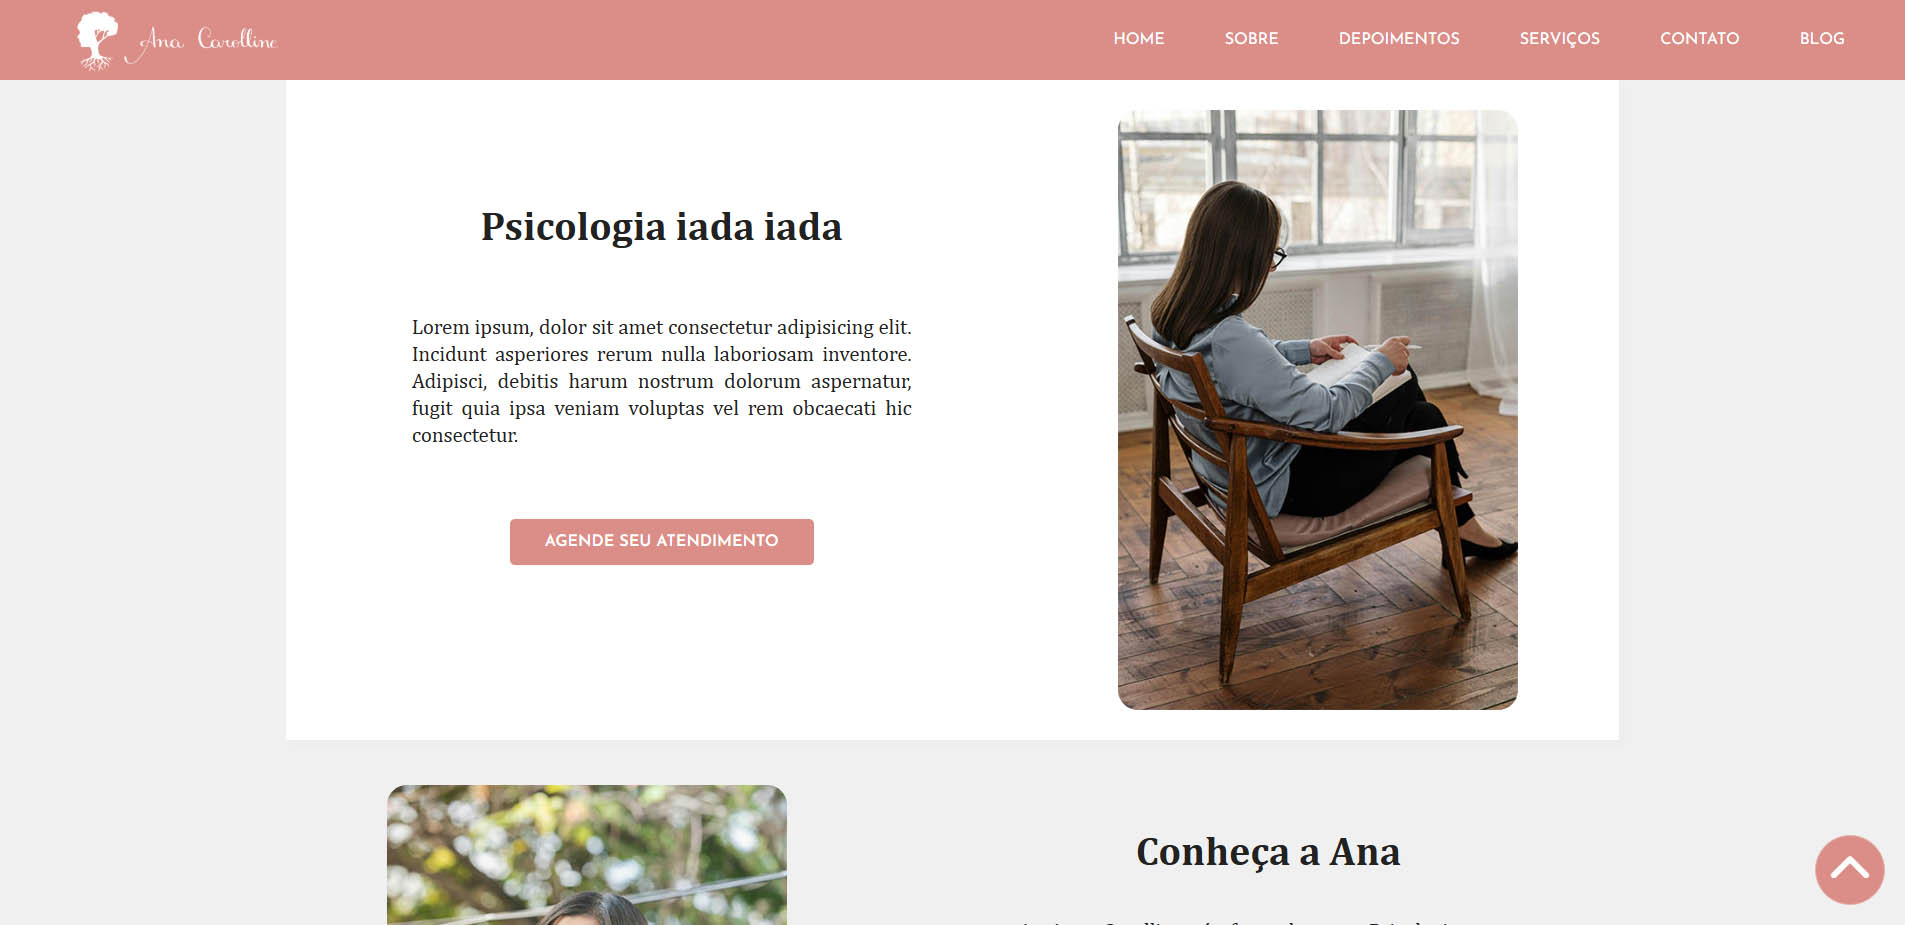 Ana Carolline
HOME SOBRE DEPOIMENTOS SERVIÇOS CONTATO BLOG
Psicologia iada iada
Lorem ipsum, dolor sit amet consectetur adipisicing elit.
Incidunt asperiores rerum nulla laboriosam inventore.
Adipisci, debitis harum nostrum dolorum aspernatur,
fugit quia ipsa veniam voluptas vel rem obcaecati hic
consectetur.
AGENDE SEU ATENDIMENTO
Conheça a Ana